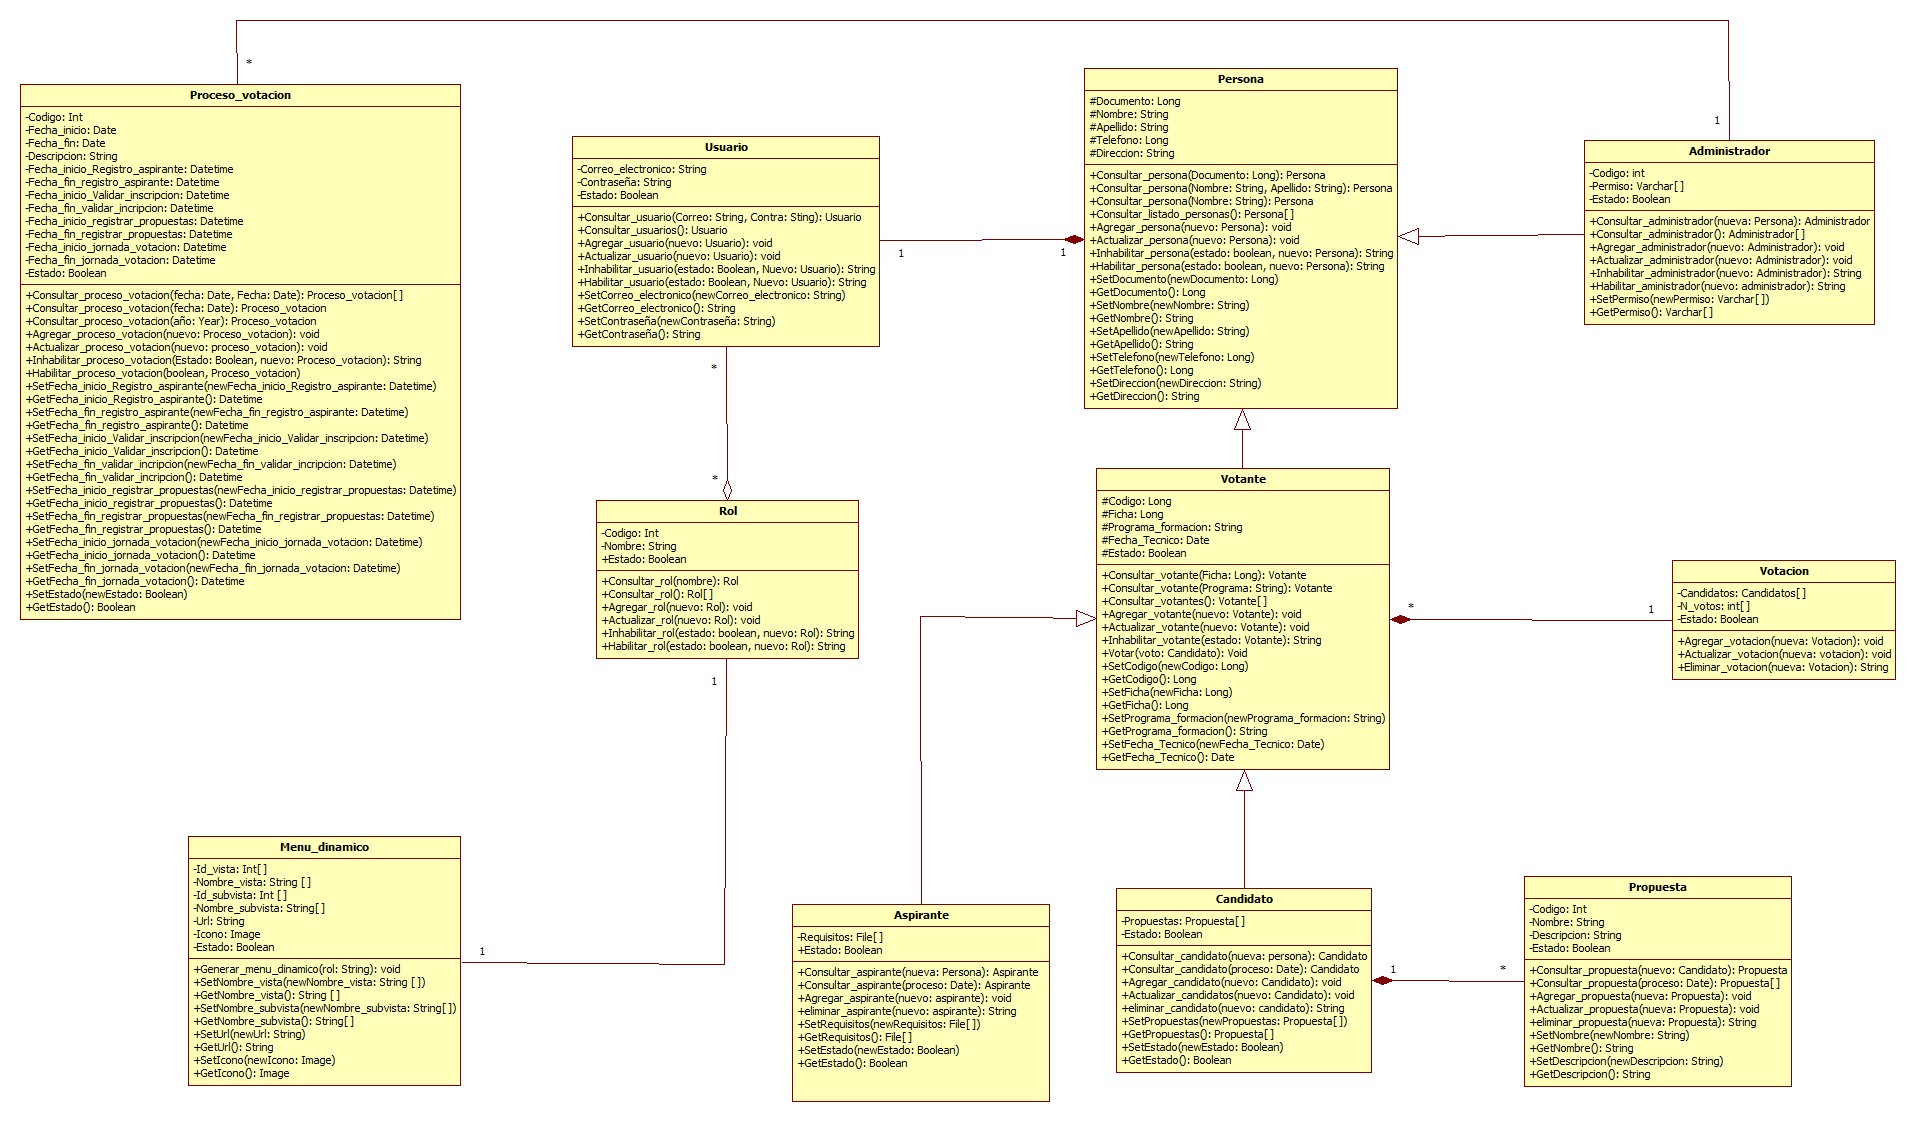 *
1
Proceso_votacion
-Codigo: Int
-Fecha_inicio: Date
-Fecha_fin: Date
-Descripcion: String
-Fecha_inicio_Registro_aspirante: Datetime
-Fecha_fin_registro_aspirante: Datetime
-Fecha_inicio_Validar_inscripcion: Datetime
-Fecha_fin_validar_incripcion: Datetime
-Fecha_inicio_registrar_propuestas: Datetime
-Fecha_fin_registrar_propuestas: Datetime
-Fecha_inicio_jornada_votacion: Datetime
-Fecha_fin_jornada_votacion: Datetime
-Estado: Boolean
+Consultar_proceso_votacion(fecha: Date, Fecha: Date): Proceso_votacion[]
+Consultar_proceso_votacion(fecha: Date): Proceso_votacion
+Consultar_proceso_votacion(año: Year): Proceso_votacion
+Agregar_proceso_votacion(nuevo: Proceso_votacion): void
+Actualizar_proceso_votacion(nuevo: proceso_votacion): void
+Inhabilitar_proceso_votacion(Estado: Boolean, nuevo: Proceso_votacion): String
+Habilitar_proceso_votacion(boolean, Proceso_votacion)
+SetFecha_inicio_Registro_aspirante(newFecha_inicio_Registro_aspirante: Datetime)
+GetFecha_inicio_Registro_aspirante(): Datetime
+SetFecha_fin_registro_aspirante(newFecha_fin_registro_aspirante: Datetime)
+GetFecha_fin_registro_aspirante(): Datetime
+SetFecha_inicio_Validar_inscripcion(newFecha_inicio_Validar_inscripcion: Datetime)
+GetFecha_inicio_Validar_inscripcion(): Datetime
+SetFecha_fin_validar_incripcion(newFecha_fin_validar_incripcion: Datetime)
+GetFecha_fin_validar_incripcion(): Datetime
+SetFecha_inicio_registrar_propuestas(newFecha_inicio_registrar_propuestas: Datetime)
+GetFecha_inicio_registrar_propuestas(): Datetime
+SetFecha_fin_registrar_propuestas(newFecha_fin_registrar_propuestas: Datetime)
+GetFecha_fin_registrar_propuestas(): Datetime
+SetFecha_inicio_jornada_votacion(newFecha_inicio_jornada_votacion: Datetime)
+GetFecha_inicio_jornada_votacion(): Datetime
+SetFecha_fin_jornada_votacion(newFecha_fin_jornada_votacion: Datetime)
+GetFecha_fin_jornada_votacion(): Datetime
+SetEstado(newEstado: Boolean)
+GetEstado(): Boolean
Usuario
-Correo_electronico: String
-Contraseña: String
-Estado: Boolean
+Consultar_usuario(Correo: String, Contra: Sting): Usuario
+Consultar_usuarios(): Usuario
+Agregar_usuario(nuevo: Usuario): void
+Actualizar_usuario(nuevo: Usuario): void
+Inhabilitar_usuario(estado: Boolean, Nuevo: Usuario): String
+Habilitar_usuario(estado: Boolean, Nuevo: Usuario): String
+SetCorreo_electronico(newCorreo_electronico: String)
+GetCorreo_electronico(): String
+SetContraseña(newContraseña: String)
+GetContraseña(): String
1
1
Persona
#Documento: Long
#Nombre: String
#Apellido: String
#Telefono: Long
#Direccion: String
+Consultar_persona(Documento: Long): Persona
+Consultar_persona(Nombre: String, Apellido: String): Persona
+Consultar_persona(Nombre: String): Persona
+Consultar_listado_personas(): Persona[]
+Agregar_persona(nuevo: Persona): void
+Actualizar_persona(nuevo: Persona): void
+Inhabilitar_persona(estado: boolean, nuevo: Persona): String
+Habilitar_persona(estado: boolean, nuevo: Persona): String
+SetDocumento(newDocumento: Long)
+GetDocumento(): Long
+SetNombre(newNombre: String)
+GetNombre(): String
+SetApellido(newApellido: String)
+GetApellido(): String
+SetTelefono(newTelefono: Long)
+GetTelefono(): Long
+SetDireccion(newDireccion: String)
+GetDireccion(): String
Administrador
-Codigo: int
-Permiso: Varchar[]
-Estado: Boolean
+Consultar_administrador(nueva: Persona): Administrador
+Consultar_administrador(): Administrador[]
+Agregar_administrador(nuevo: Administrador): void
+Actualizar_administrador(nuevo: Administrador): void
+Inhabilitar_administrador(nuevo: Administrador): String
+Habilitar_aministrador(nuevo: administrador): String
+SetPermiso(newPermiso: Varchar[])
+GetPermiso(): Varchar[]
*
*
Rol
-Codigo: Int
-Nombre: String
+Estado: Boolean
+Consultar_rol(nombre): Rol
+Consultar_rol(): Rol[]
+Agregar_rol(nuevo: Rol): void
+Actualizar_rol(nuevo: Rol): void
+Inhabilitar_rol(estado: boolean, nuevo: Rol): String
+Habilitar_rol(estado: boolean, nuevo: Rol): String
1
1
Votante
#Codigo: Long
#Ficha: Long
#Programa_formacion: String
#Fecha_Tecnico: Date
#Estado: Boolean
+Consultar_votante(Ficha: Long): Votante
+Consultar_votante(Programa: String): Votante
+Consultar_votantes(): Votante[]
+Agregar_votante(nuevo: Votante): void
+Actualizar_votante(nuevo: Votante): void
+Inhabilitar_votante(estado: Votante): String
+Votar(voto: Candidato): Void
+SetCodigo(newCodigo: Long)
+GetCodigo(): Long
+SetFicha(newFicha: Long)
+GetFicha(): Long
+SetPrograma_formacion(newPrograma_formacion: String)
+GetPrograma_formacion(): String
+SetFecha_Tecnico(newFecha_Tecnico: Date)
+GetFecha_Tecnico(): Date
*
1
Votacion
-Candidatos: Candidatos[]
-N_votos: int[]
-Estado: Boolean
+Agregar_votacion(nueva: Votacion): void
+Actualizar_votacion(nueva: votacion): void
+Eliminar_votacion(nueva: Votacion): String
Menu_dinamico
-Id_vista: Int[]
-Nombre_vista: String []
-Id_subvista: Int []
-Nombre_subvista: String[]
-Url: String
-Icono: Image
-Estado: Boolean
+Generar_menu_dinamico(rol: String): void
+SetNombre_vista(newNombre_vista: String [])
+GetNombre_vista(): String []
+SetNombre_subvista(newNombre_subvista: String[])
+GetNombre_subvista(): String[]
+SetUrl(newUrl: String)
+GetUrl(): String
+SetIcono(newIcono: Image)
+GetIcono(): Image
Aspirante
-Requisitos: File[]
+Estado: Boolean
+Consultar_aspirante(nueva: Persona): Aspirante
+Consultar_aspirante(proceso: Date): Aspirante
+Agregar_aspirante(nuevo: aspirante): void
+eliminar_aspirante(nuevo: aspirante): String
+SetRequisitos(newRequisitos: File[])
+GetRequisitos(): File[]
+SetEstado(newEstado: Boolean)
+GetEstado(): Boolean
Candidato
-Propuestas: Propuesta[]
-Estado: Boolean
+Consultar_candidato(nueva: persona): Candidato
+Consultar_candidato(proceso: Date): Candidato
+Agregar_candidato(nuevo: Candidato): void
+Actualizar_candidatos(nuevo: Candidato): void
+eliminar_candidato(nuevo: candidato): String
+SetPropuestas(newPropuestas: Propuesta[])
+GetPropuestas(): Propuesta[]
+SetEstado(newEstado: Boolean)
+GetEstado(): Boolean
1
*
Propuesta
-Codigo: Int
-Nombre: String
-Descripcion: String
-Estado: Boolean
+Consultar_propuesta(nuevo: Candidato): Propuesta
+Consultar_propuesta(proceso: Date): Propuesta[]
+Agregar_propuesta(nueva: Propuesta): void
+Actualizar_propuesta(nueva: Propuesta): void
+eliminar_propuesta(nueva: Propuesta): String
+SetNombre(newNombre: String)
+GetNombre(): String
+SetDescripcion(newDescripcion: String)
+GetDescripcion(): String